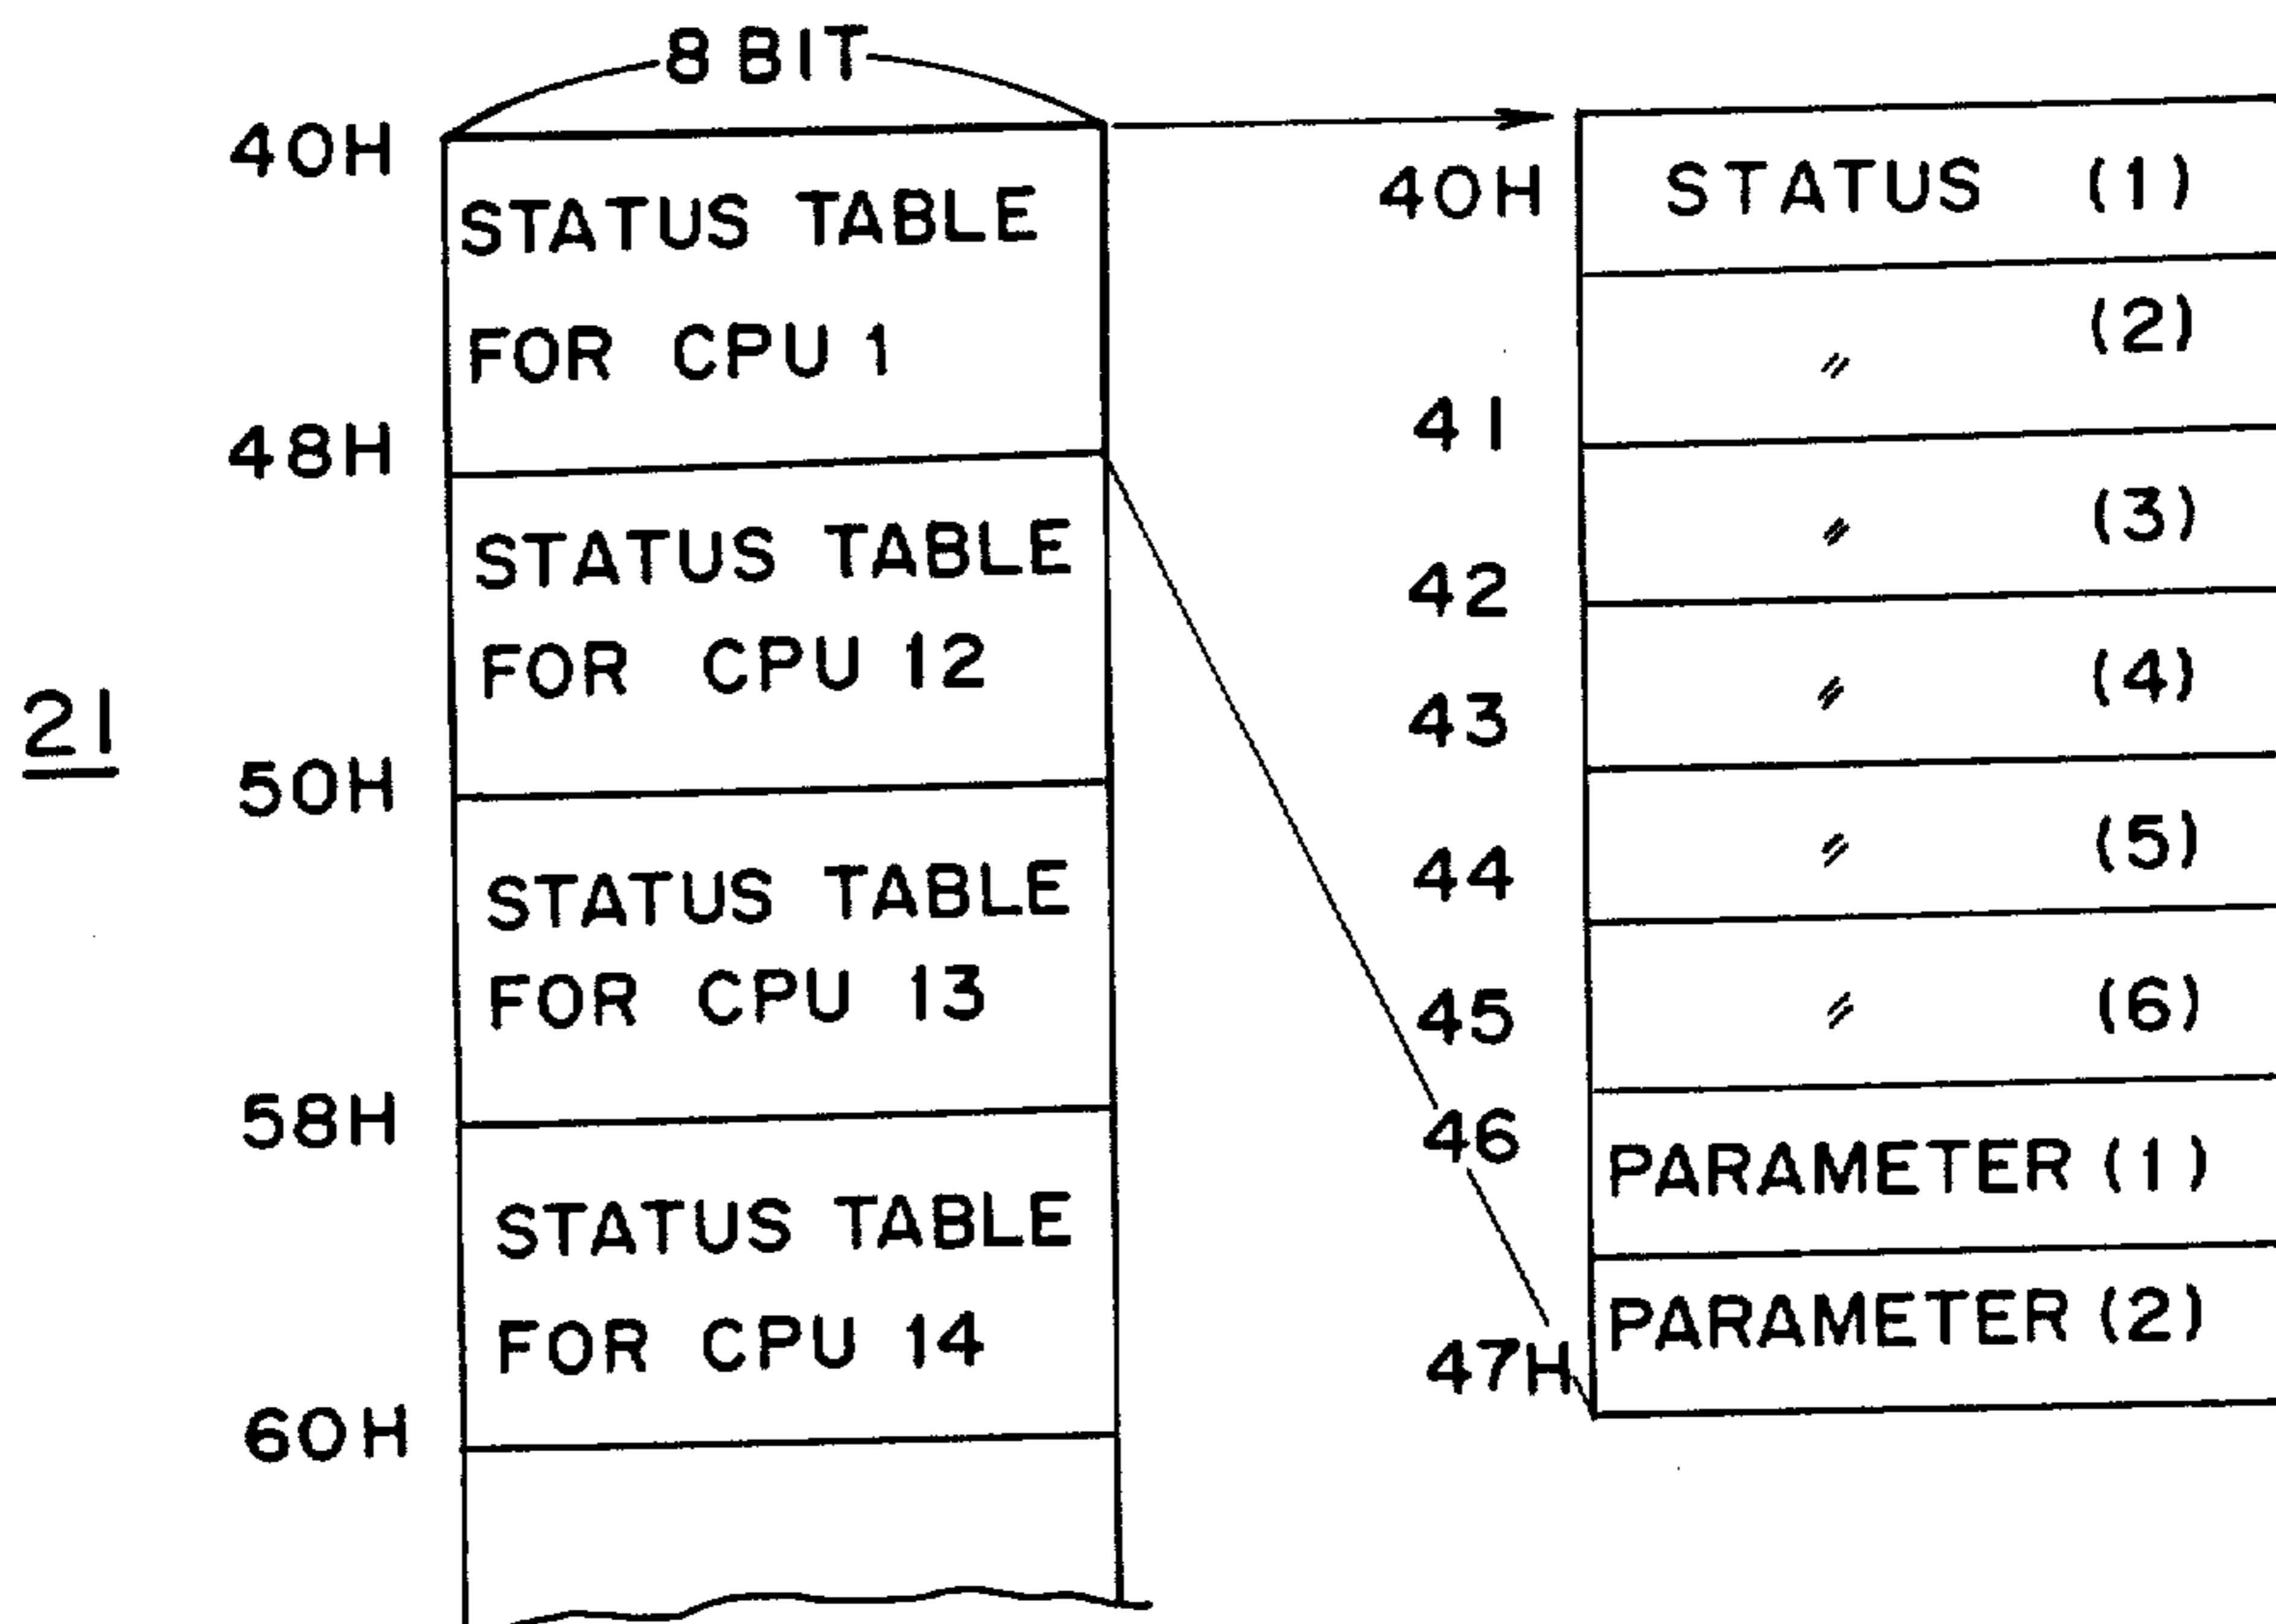 8 BIT
40H
STATUS TABLE
FOR CPU 1
48H
STATUS TABLE
FOR CPU 12
50H
STATUS TABLE
FOR CPU 13
58H
STATUS TABLE
FOR CPU 14
60H
21
40H STATUS (1)
41 〃 (2)
42 〃 (3)
43 〃 (4)
44 〃 (5)
45 〃 (6)
46 PARAMETER (1)
47H PARAMETER (2)